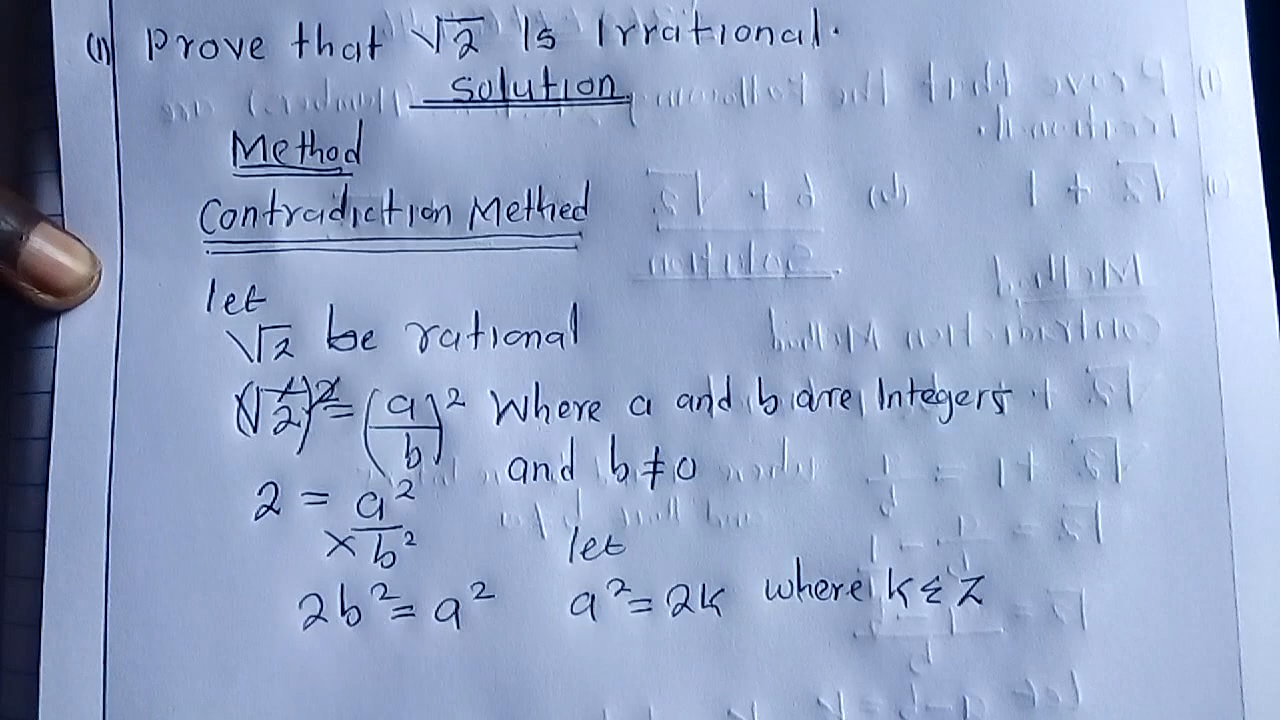 (1) Prove that √2 Is Irrational.
Solution
Method
Contradiction Method
let
√2 be rational
(√2)² = (a/b)² Where a and b are Integers
and b ≠ 0
2 = a²/b²
×
let
2b² = a² a² = 2k where k ∈ Z